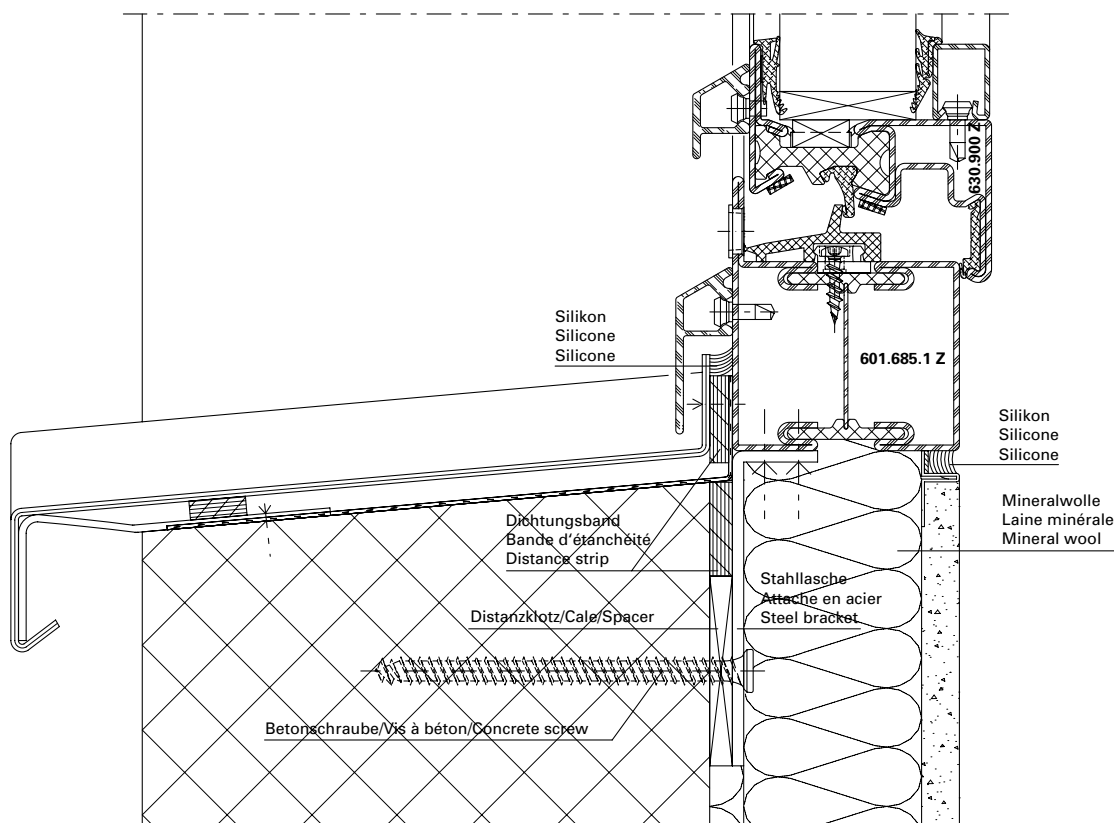 630.900 Z
Silikon
Silicone
Silicone
601.685.1 Z
Silikon
Silicone
Silicone
Mineralwolle
Laine minérale
Mineral wool
Dichtungsband
Bande d'étanchéité
Distance strip
Stahllasche
Attache en acier
Steel bracket
Distanzklotz/Cale/Spacer
Betonschraube/Vis à béton/Concrete screw